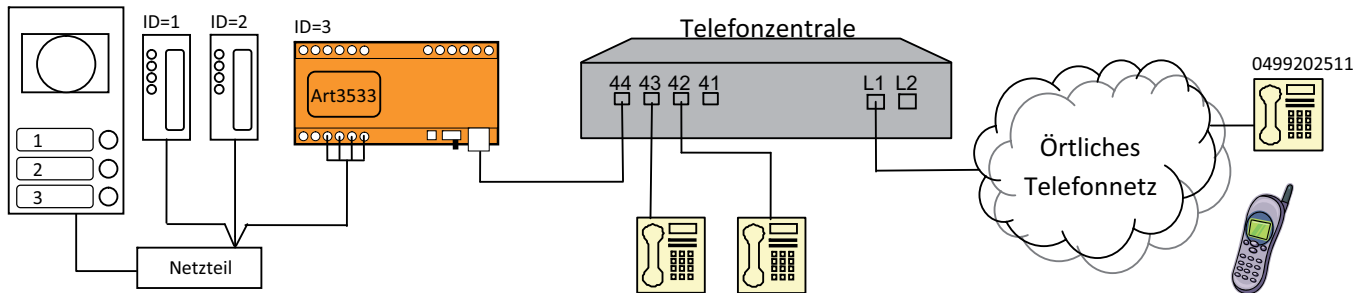 ID=1
ID=2
ID=3
Telefonzentrale
0499202511
44 43 42 41
L1 L2
Art3533
1
2
3
Örtliches
Telefonnetz
Netzteil